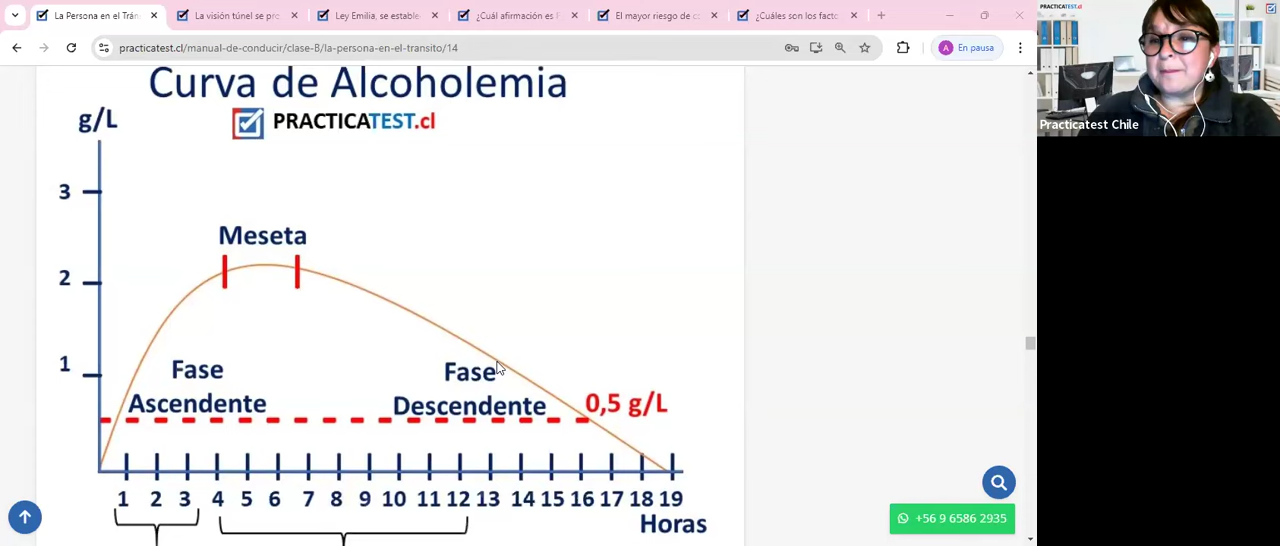 La Persona en el Trán
La visión túnel se pro
Ley Emilia, se estable
¿Cuál afirmación es
El mayor riesgo de c
¿Cuáles son los facto
practicatest.cl/manual-de-conducir/clase-B/la-persona-en-el-transito/14
A
En pausa
Curva de Alcoholemia
PRACTICATEST.cl
g/L
3
Meseta
2
1
Fase
Ascendente
Fase
Descendente
0,5 g/L
1 2 3 4 5 6 7 8 9 10 11 12 13 14 15 16 17 18 19
Horas
+56 9 6586 2935
PRACTICATEST.cl
Practicatest Chile